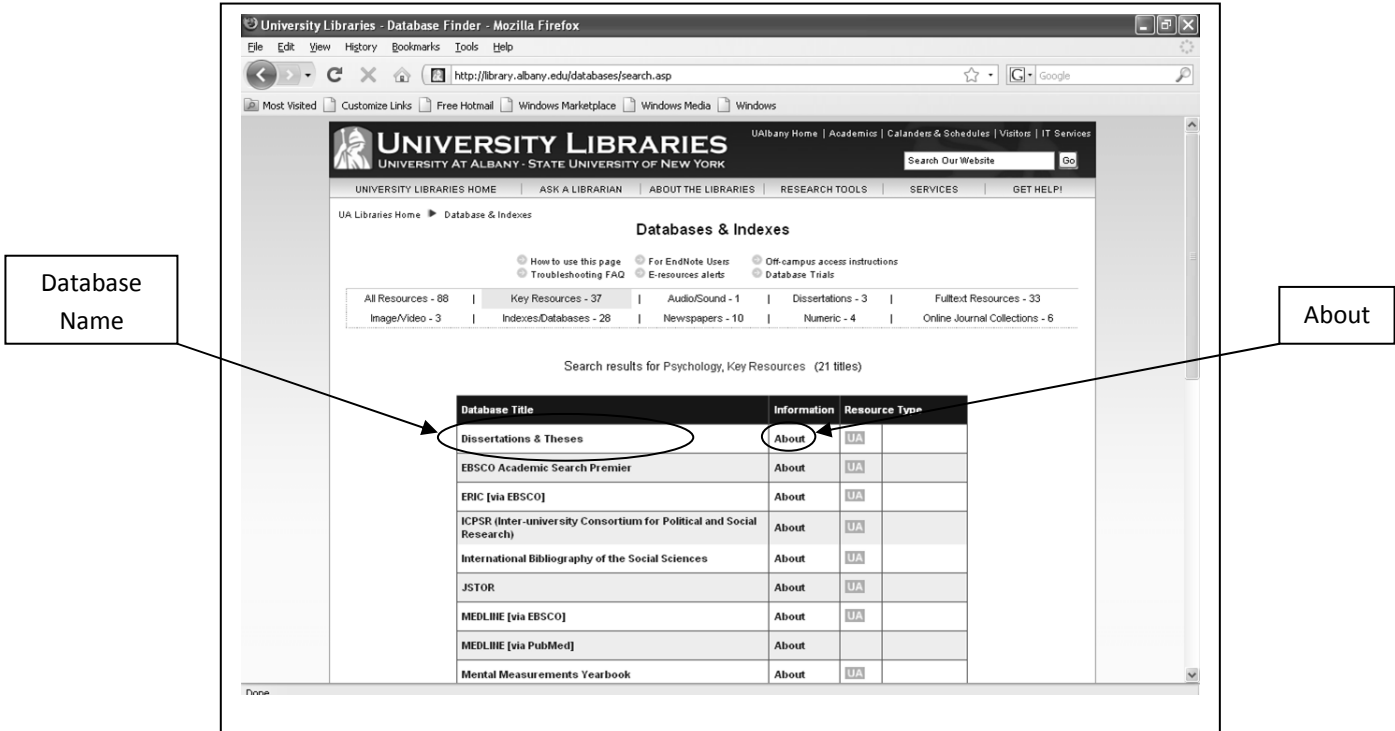 University Libraries - Database Finder - Mozilla Firefox
File Edit View History Bookmarks Tools Help
http://library.albany.edu/databases/search.asp
G Google
Most Visited Customize Links Free Hotmail Windows Marketplace Windows Media Windows
UNIVERSITY LIBRARIES
UNIVERSITY AT ALBANY - STATE UNIVERSITY OF NEW YORK
UAlbany Home | Academics | Calanders & Schedules | Visitors | IT Services
Search Our Website Go
UNIVERSITY LIBRARIES HOME | ASK A LIBRARIAN | ABOUT THE LIBRARIES | RESEARCH TOOLS | SERVICES | GET HELP!
UA Libraries Home ▶ Database & Indexes
Databases & Indexes
How to use this page For EndNote Users Off-campus access instructions
Troubleshooting FAQ E-resources alerts Database Trials
All Resources - 88 | Key Resources - 37 | Audio/Sound - 1 | Dissertations - 3 | Fulltext Resources - 33
Image/Video - 3 | Indexes/Databases - 28 | Newspapers - 10 | Numeric - 4 | Online Journal Collections - 6
Database
Name
About
Search results for Psychology, Key Resources (21 titles)
Database Title Information Resource Type
Dissertations & Theses About UA
EBSCO Academic Search Premier About UA
ERIC [via EBSCO] About UA
ICPSR (Inter-university Consortium for Political and Social
Research) About UA
International Bibliography of the Social Sciences About UA
JSTOR About UA
MEDLINE [via EBSCO] About UA
MEDLINE [via PubMed] About
Mental Measurements Yearbook About UA
Done